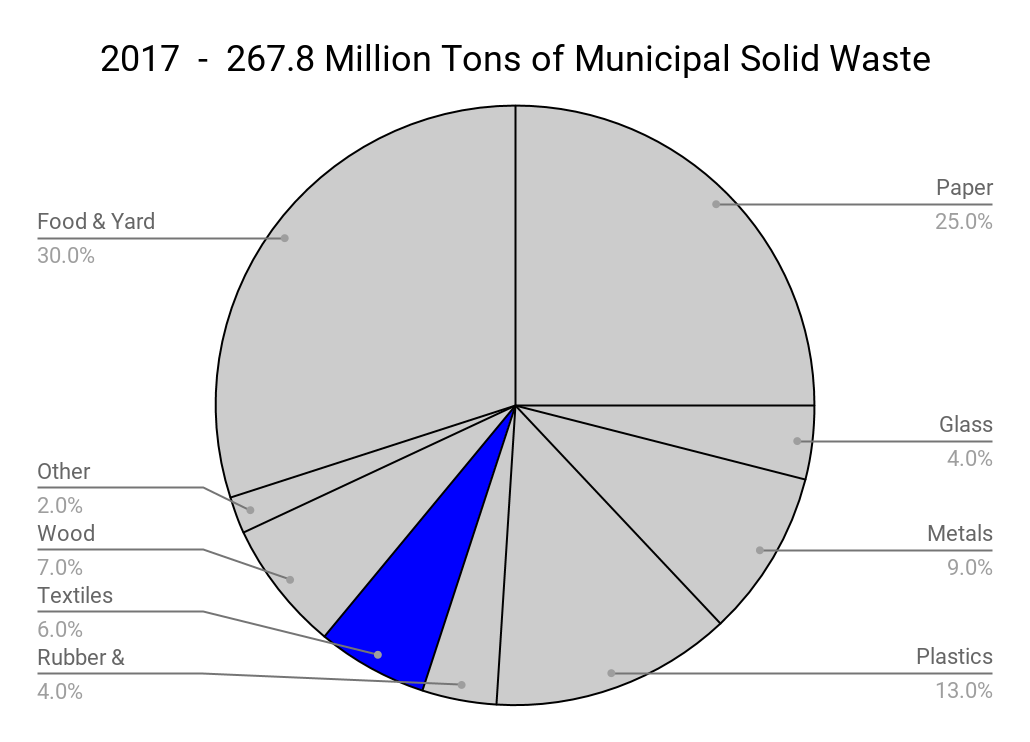 2017 - 267.8 Million Tons of Municipal Solid Waste
Paper
25.0%
Food & Yard
30.0%
Glass
4.0%
Other
2.0%
Metals
9.0%
Wood
7.0%
Textiles
6.0%
Rubber &
4.0%
Plastics
13.0%